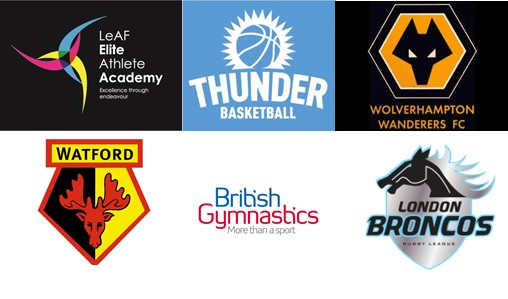 LeAF
Elite
Athlete
Academy
Excellence through
endeavour
THUNDER
BASKETBALL
WOLVERHAMPTON
WANDERERS FC
WATFORD
British
Gymnastics
More than a sport
LONDON
BRONCOS
RUGBY LEAGUE